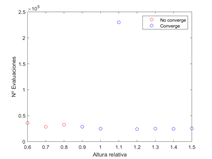 ×10⁵
2.5
2
1.5
1
0.5
0
0.6 0.7 0.8 0.9 1 1.1 1.2 1.3 1.4 1.5
Nº Evaluaciones
Altura relativa
No converge
Converge